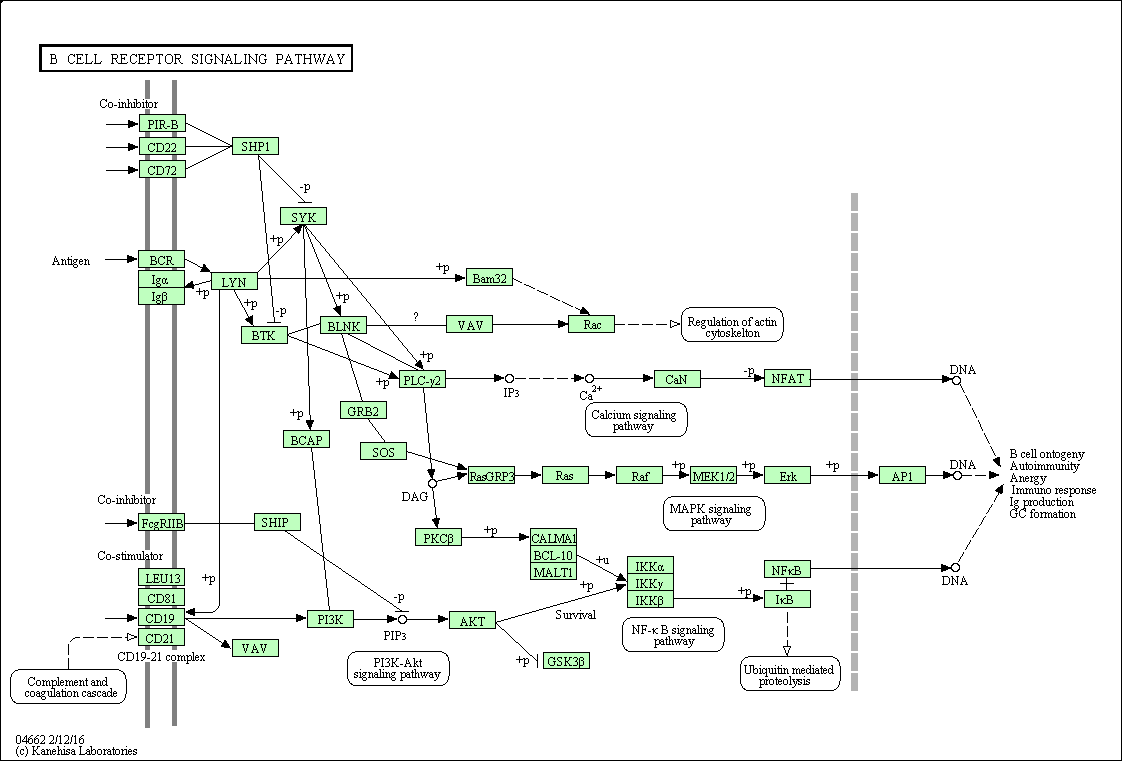 B CELL RECEPTOR SIGNALING PATHWAY
Co-inhibitor
PIR-B
CD22
SHP1
CD72
-p
SYK
+p
Antigen
BCR
Igα
LYN
+p
Bam32
Igβ
+p
+p
-p
+p
BTK
BLNK
?
VAV
Rac
Regulation of actin
cytoskelton
+p
+p
PLC-γ2
IP3
Ca2+
CaN
-p
NFAT
DNA
Calcium signaling
pathway
GRB2
+p
BCAP
SOS
RasGRP3
Ras
Raf
+p
MEK1/2
+p
Erk
+p
AP1
DNA
B cell ontogeny
Autoimmunity
Anergy
Immuno response
Ig production
GC formation
DAG
MAPK signaling
pathway
Co-inhibitor
FcgRIIB
SHIP
PKCβ
+p
CALMA1
BCL-10
MALT1
+u
Co-stimulator
LEU13
+p
CD81
CD19
CD21
CD19-21 complex
VAV
PI3K
-p
PIP3
AKT
+p
Survival
IKKα
IKKγ
IKKβ
+p
NFκB
IκB
DNA
NF-κ B signaling
pathway
+p
GSK3β
PI3K-Akt
signaling pathway
Ubiquitin mediated
proteolysis
Complement and
coagulation cascade
04662 2/12/16
(c) Kanehisa Laboratories